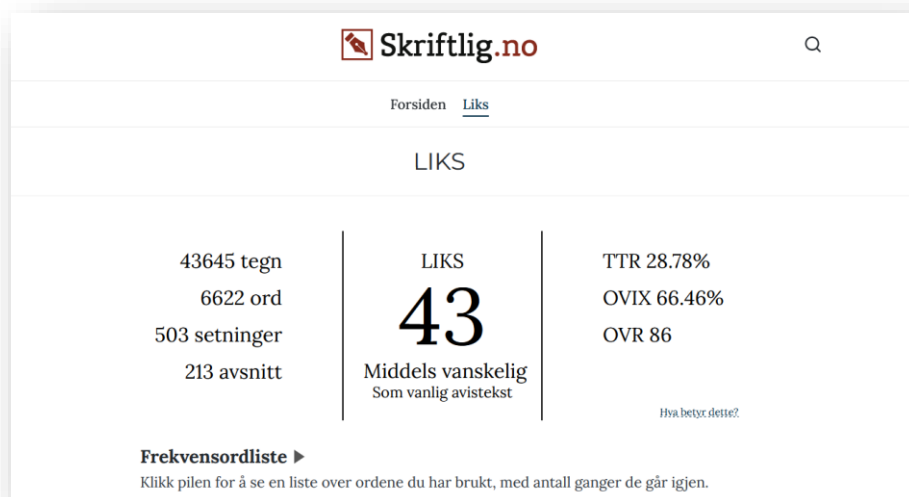 Skriftlig.no
Forsiden Liks
LIKS
43645 tegn
6622 ord
503 setninger
213 avsnitt
LIKS
43
Middels vanskelig
Som vanlig avistekst
TTR 28.78%
OVIX 66.46%
OVR 86
Hva betyr dette?
Frekvensordliste
Klikk pilen for å se en liste over ordene du har brukt, med antall ganger de går igjen.